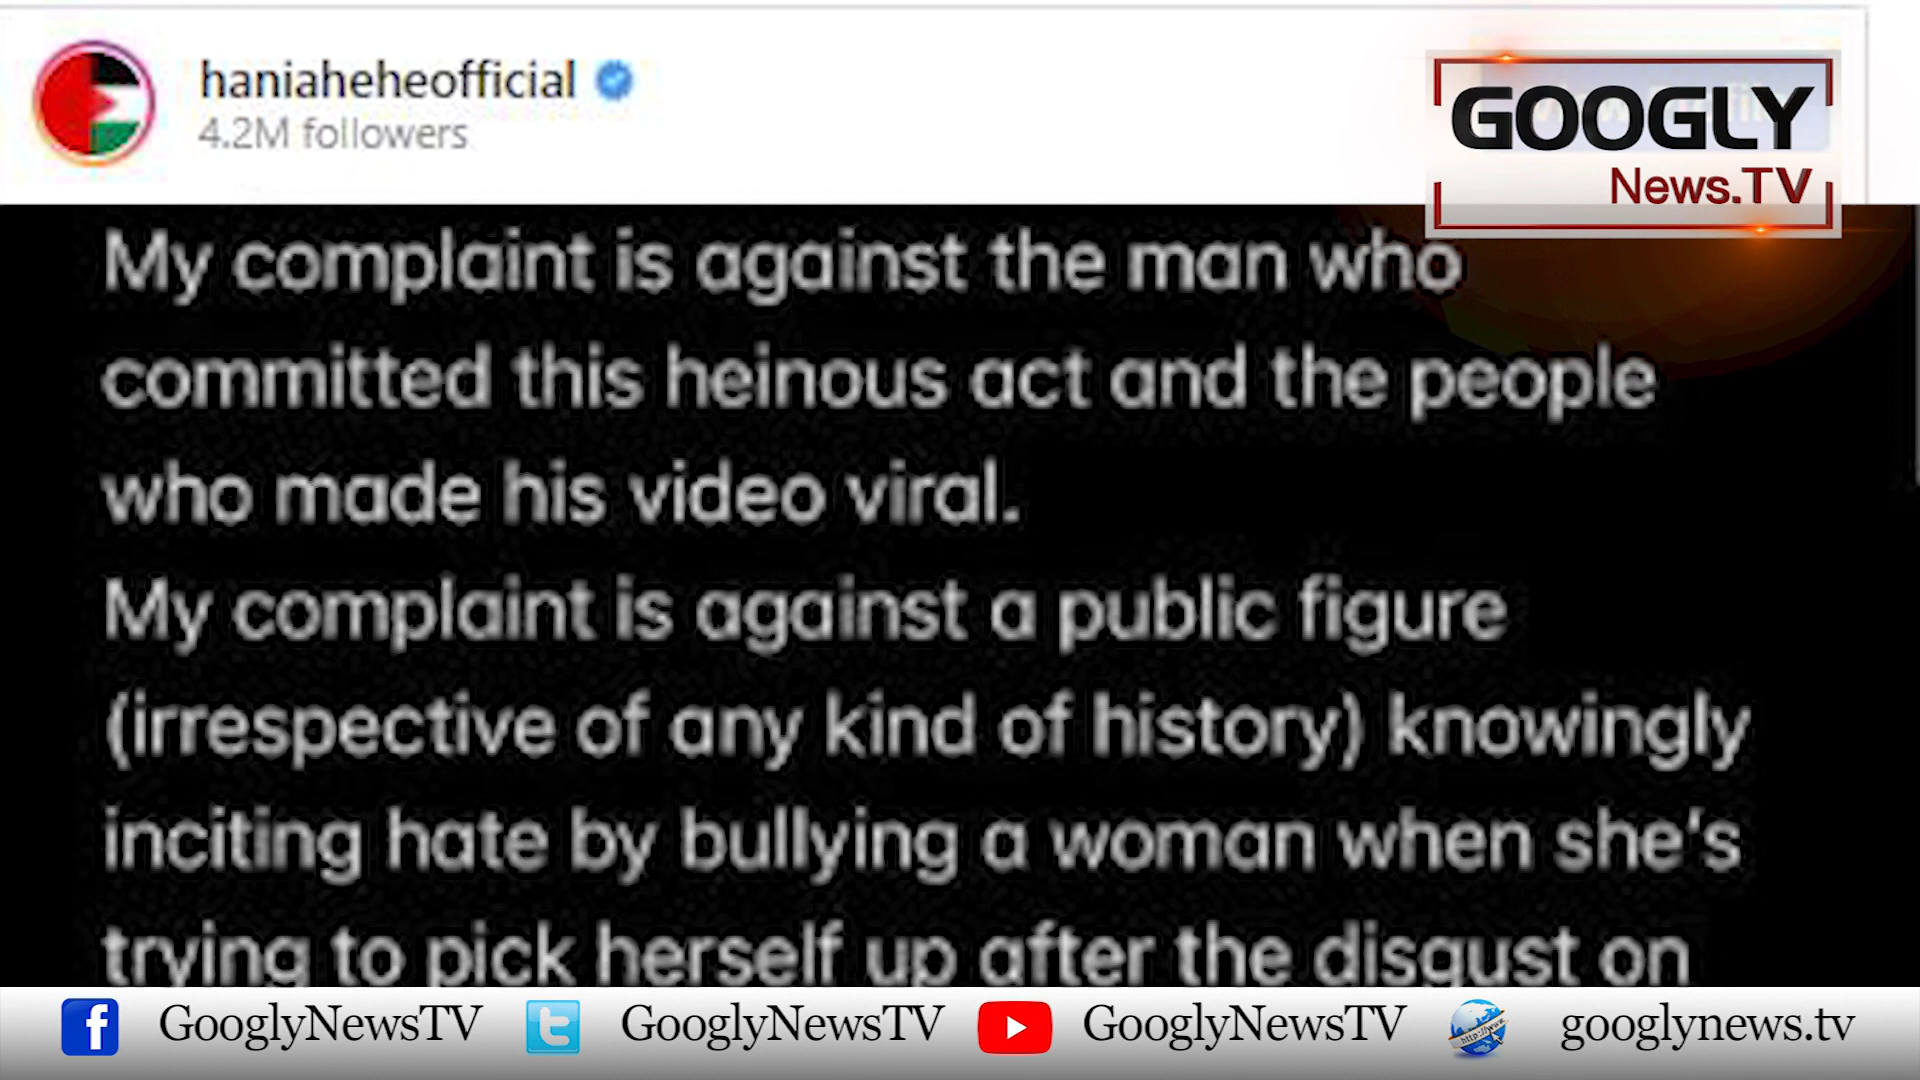 haniaheheofficial
4.2M followers
GOOGLY
News.TV
My complaint is against the man who
committed this heinous act and the people
who made his video viral.
My complaint is against a public figure
(irrespective of any kind of history) knowingly
inciting hate by bullying a woman when she's
trying to pick herself up after the disgust on
GooglyNewsTV
GooglyNewsTV
GooglyNewsTV
http://www.
googlynews.tv